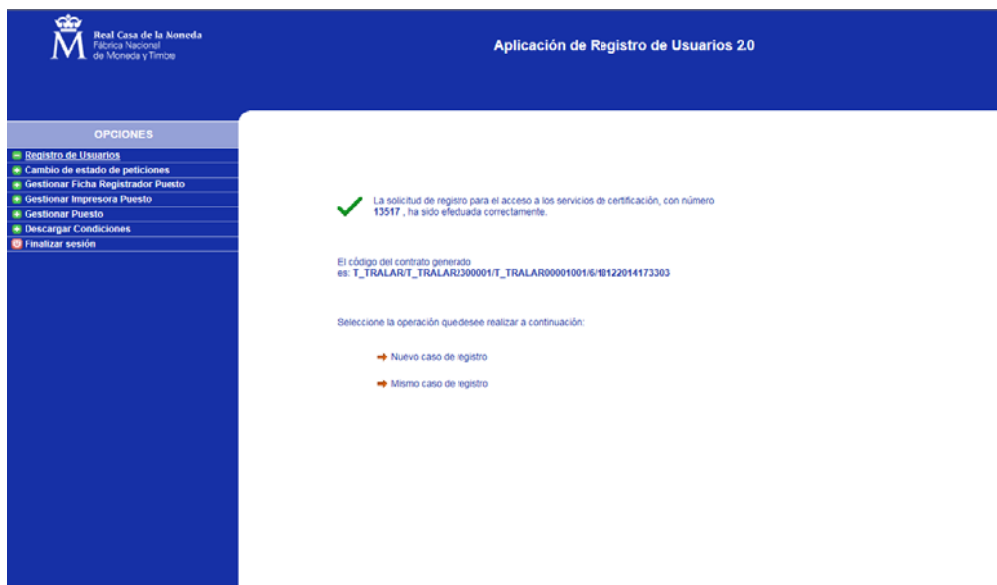 Real Casa de la Moneda
Fábrica Nacional
de Moneda y Timbre
Aplicación de Registro de Usuarios 2.0
OPCIONES
Registro de Usuarios
Cambio de estado de peticiones
Gestionar Ficha Registrador Puesto
Gestionar Impresora Puesto
Gestionar Puesto
Descargar Condiciones
Finalizar sesión
La solicitud de registro para el acceso a los servicios de certificación, con número
13517 , ha sido efectuada correctamente.
El código del contrato generado
es: T_TRALAR/T_TRALAR2300001/T_TRALAR00001001/6/18122014173303
Seleccione la operación que desee realizar a continuación:
Nuevo caso de registro
Mismo caso de registro